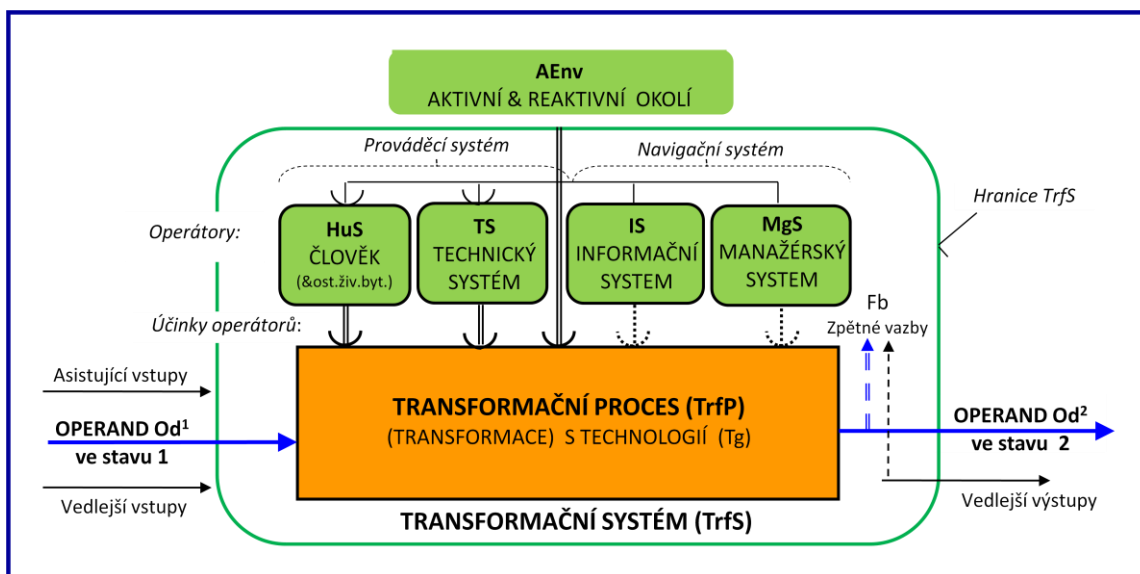 AEnv
AKTIVNÍ & REAKTIVNÍ OKOLÍ
Prováděcí systém
Navigační systém
Hranice TrfS
Operátory:
HuS
ČLOVĚK
(&ost.živ.byt.)
TS
TECHNICKÝ
SYSTÉM
IS
INFORMAČNÍ
SYSTEM
MgS
MANAŽÉRSKÝ
SYSTEM
Účinky operátorů:
Fb
Zpětné vazby
Asistující vstupy
OPERAND Od¹
ve stavu 1
Vedlejší vstupy
TRANSFORMAČNÍ PROCES (TrfP)
(TRANSFORMACE) S TECHNOLOGIÍ (Tg)
OPERAND Od²
ve stavu 2
Vedlejší výstupy
TRANSFORMAČNÍ SYSTÉM (TrfS)